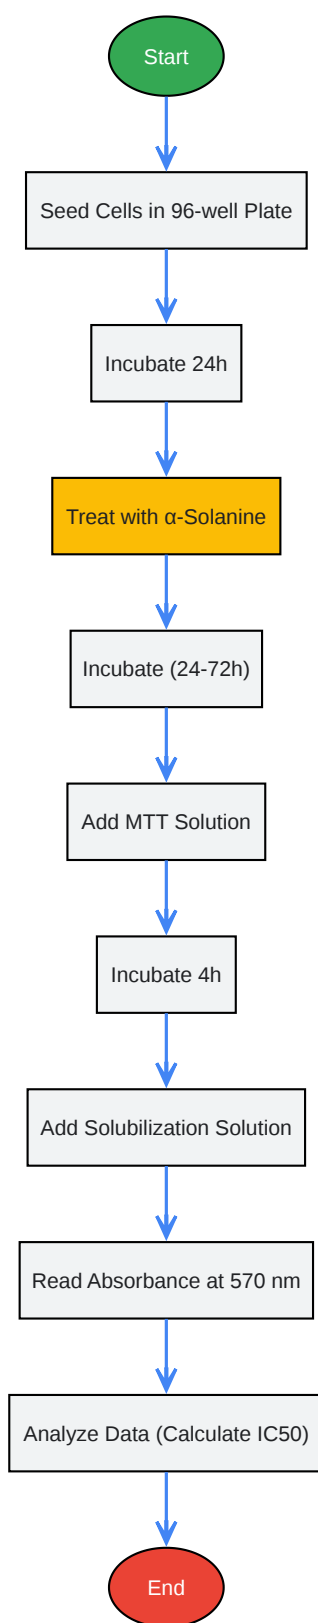 Start
Seed Cells in 96-well Plate
Incubate 24h
Treat with α-Solanine
Incubate (24-72h)
Add MTT Solution
Incubate 4h
Add Solubilization Solution
Read Absorbance at 570 nm
Analyze Data (Calculate IC50)
End